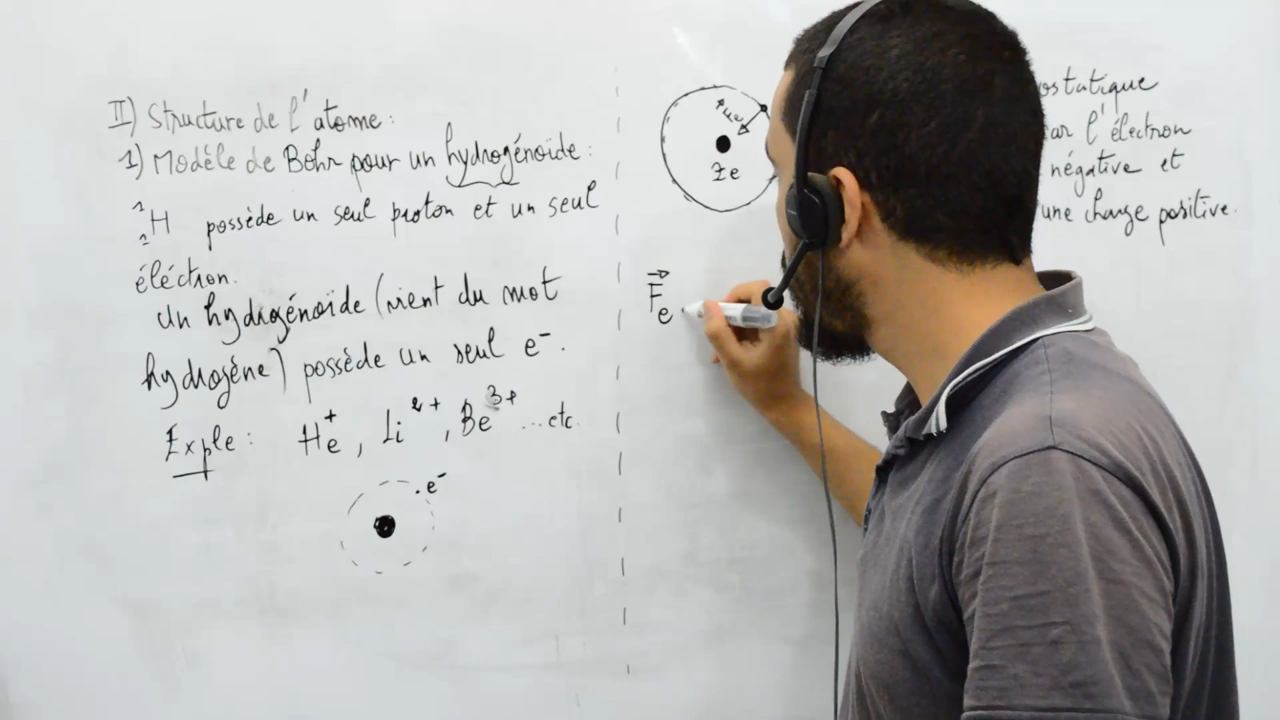 II) Structure de l'atome:
1) Modèle de Bohr pour un hydrogénoïde:
¹₁H possède un seul proton et un seul
éléctron.
Un hydrogénoïde (vient du mot
hydrogène) possède un seul e⁻.
Exple: He⁺, Li²⁺, Be³⁺ ...etc.
e⁻
Fe
Ze
ostatique
ar l'électron
négative et
une charge positive.
Fe